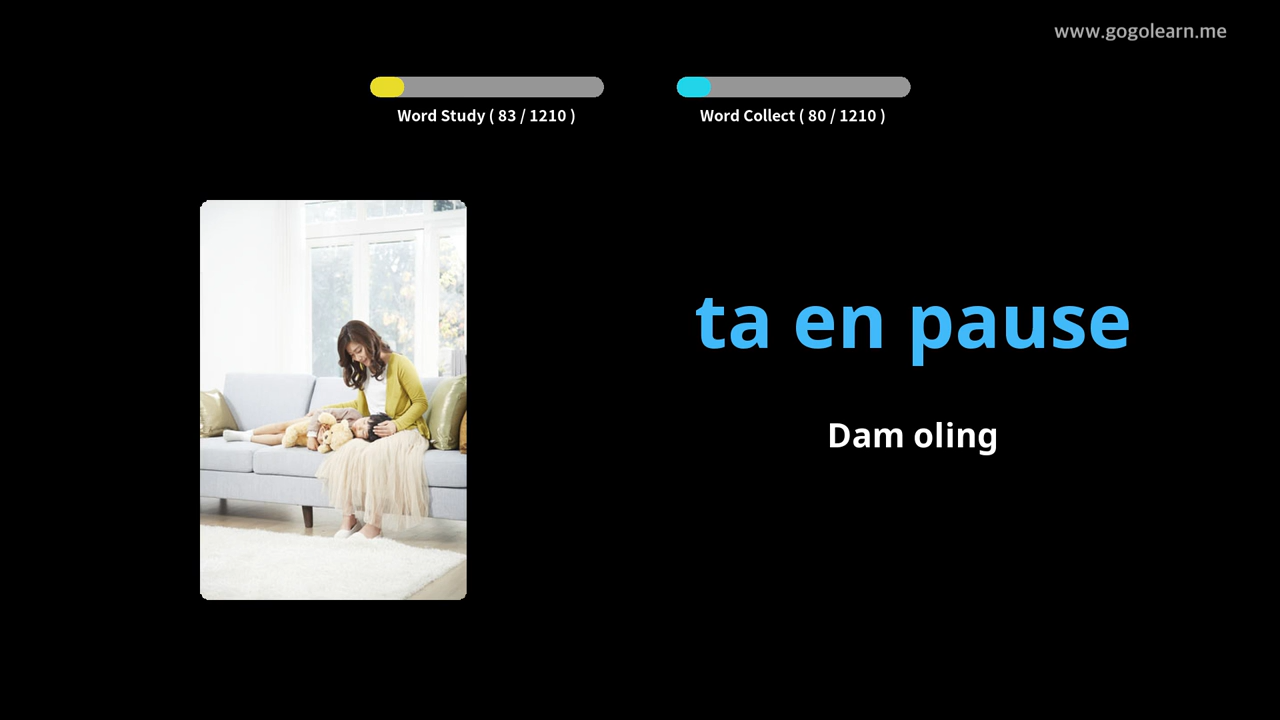 www.gogolearn.me
Word Study ( 83 / 1210 )
Word Collect ( 80 / 1210 )
ta en pause
Dam oling